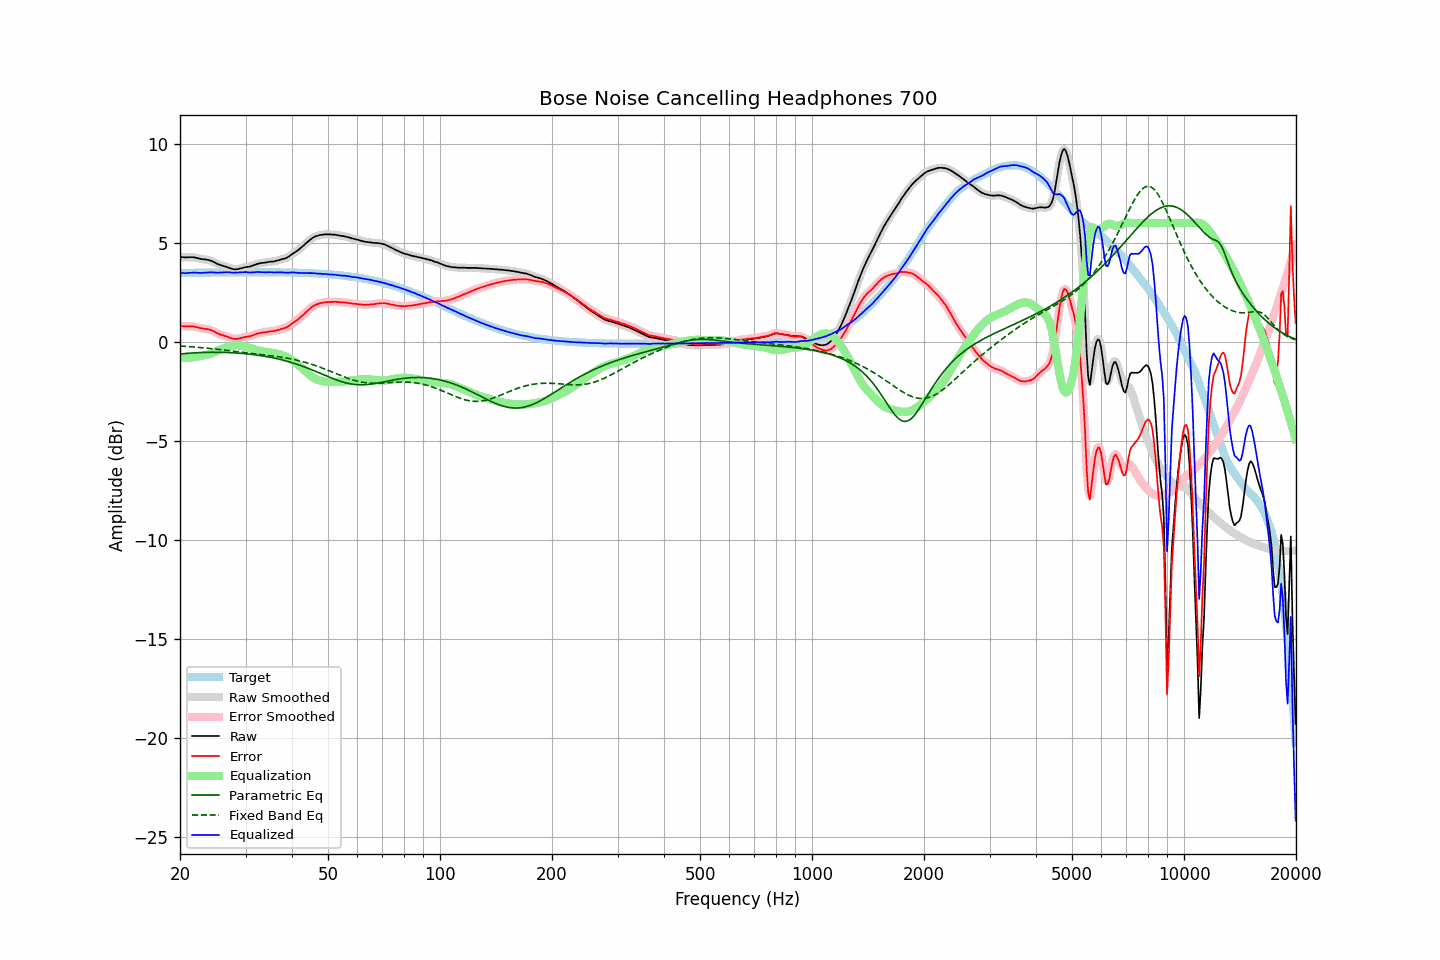 Bose Noise Cancelling Headphones 700
Amplitude (dBr)
10
5
0
−5
−10
−15
−20
−25
Target
Raw Smoothed
Error Smoothed
Raw
Error
Equalization
Parametric Eq
Fixed Band Eq
Equalized
20 50 100 200 500 1000 2000 5000 10000 20000
Frequency (Hz)